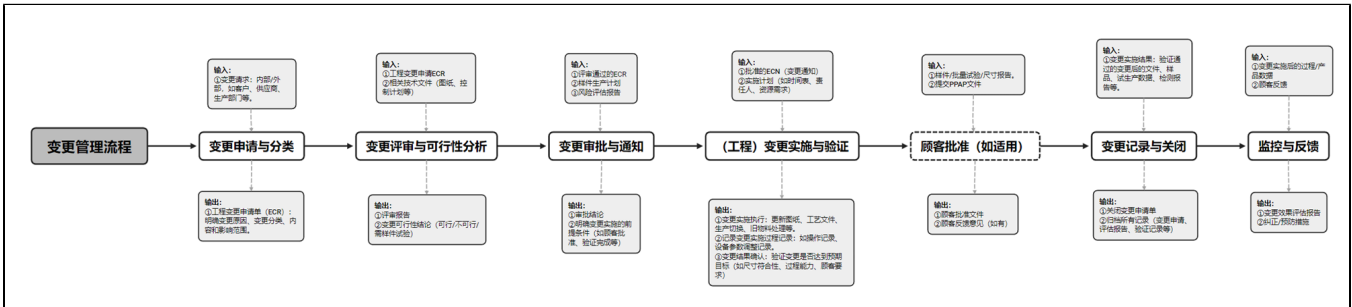 变更管理流程
输入：
①变更请求：内部/外
部，如客户、供应商、
生产部门等。
变更申请与分类
输出：
①工程变更申请单（ECR）：
明确变更原因、变更分类、内
容和影响范围。
输入：
①工程变更申请ECR
②相关技术文件（图纸、控
制计划等）
变更评审与可行性分析
输出：
①评审报告
②变更可行性结论（可行/不可行/
需样件试验）
输入：
①评审通过的ECR
②样件生产计划
③风险评估报告
变更审批与通知
输出：
①审批结论
②明确变更实施的前
提条件（如顾客批
准、验证完成等）
输入：
①批准的ECN（变更通知）
②实施计划（如时间表、责
任人、资源需求）
（工程）变更实施与验证
输出：
①变更实施执行：更新图纸、工艺文件、
生产切换、旧物料处理等。
②记录变更实施过程记录：如操作记录、
设备参数调整记录。
③变更结果确认：验证变更是否达到预期
目标（如尺寸符合性、过程能力、顾客要
求）
输入：
①样件/批量试验/尺寸报告。
②提交PPAP文件
顾客批准（如适用）
输出：
①顾客批准文件
②顾客反馈意见（如有）
输入：
①变更实施结果：验证通
过的变更后的文件、样
品、试生产数据、检测报
告等。
变更记录与关闭
输出：
①关闭变更申请单
②归档所有记录（变更申请、
评估报告、验证记录等）
输入：
①变更实施后的过程/产
品数据
②顾客反馈
监控与反馈
输出：
①变更效果评估报告
②纠正/预防措施